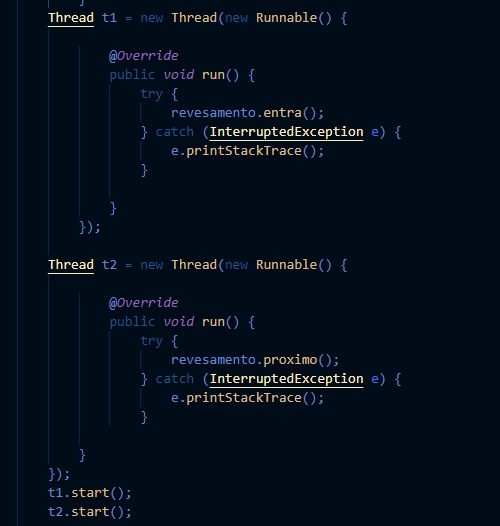 }
Thread t1 = new Thread(new Runnable() {
@Override
public void run() {
try {
revesamento.entra();
} catch (InterruptedException e) {
e.printStackTrace();
}
}
});
Thread t2 = new Thread(new Runnable() {
@Override
public void run() {
try {
revesamento.proximo();
} catch (InterruptedException e) {
e.printStackTrace();
}
}
});
t1.start();
t2.start();